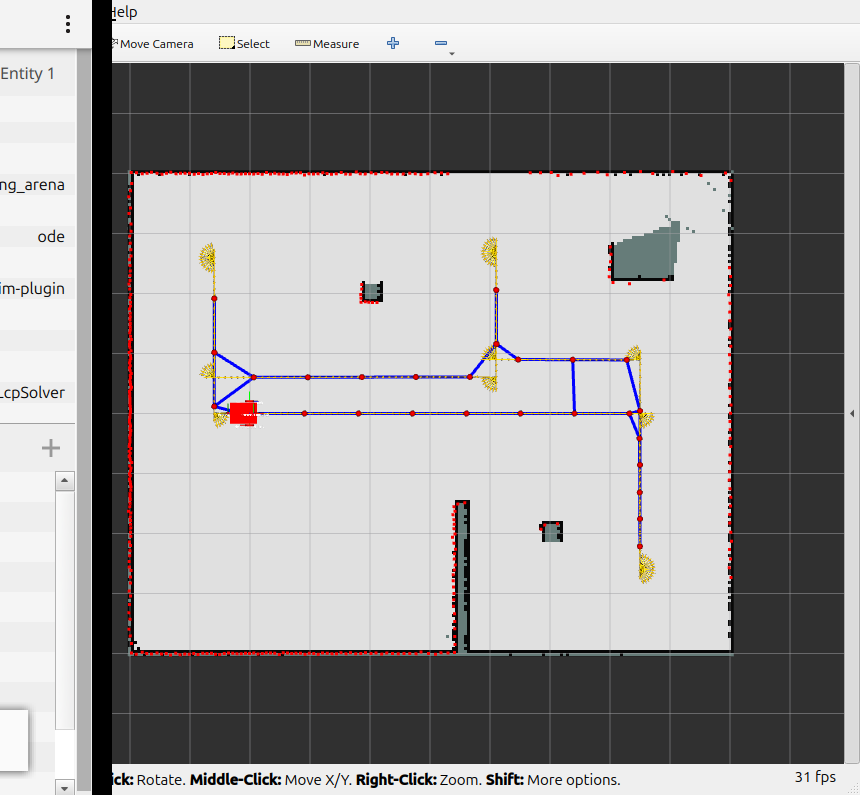 Help
Move Camera Select Measure
Entity 1
ng_arena
ode
im-plugin
LcpSolver
ick: Rotate. Middle-Click: Move X/Y. Right-Click: Zoom. Shift: More options. 31 fps